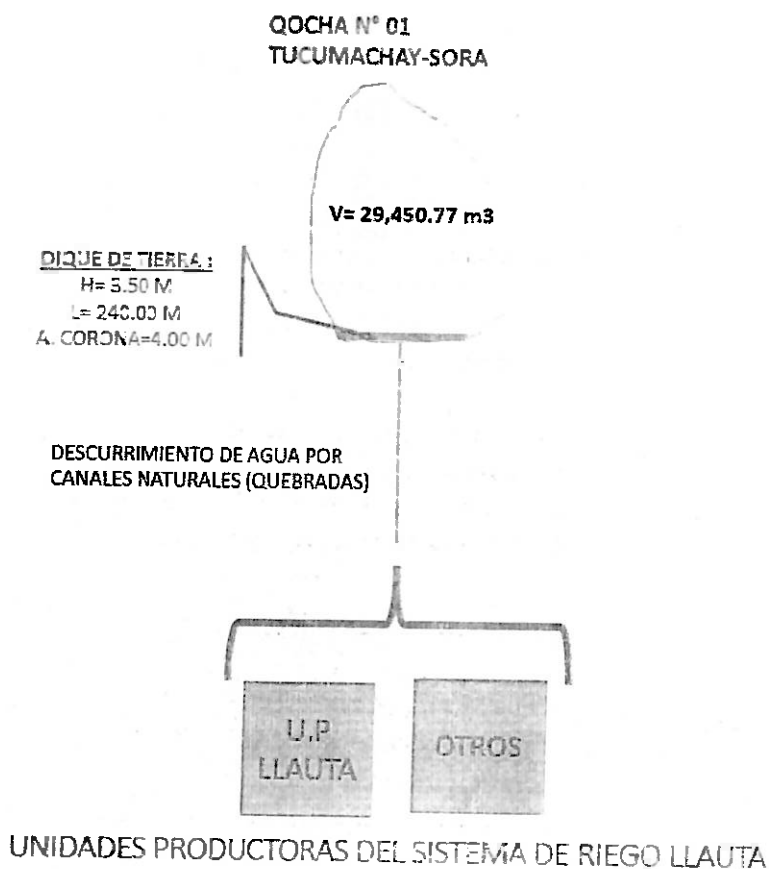 QOCHA N° 01
TUCUMACHAY-SORA
V= 29,450.77 m3
DIQUE DE TIERRA :
H= 3.50 M
L= 240.00 M
A. CORONA=4.00 M
DESCURRIMIENTO DE AGUA POR
CANALES NATURALES (QUEBRADAS)
U.P
LLAUTA
OTROS
UNIDADES PRODUCTORAS DEL SISTEMA DE RIEGO LLAUTA